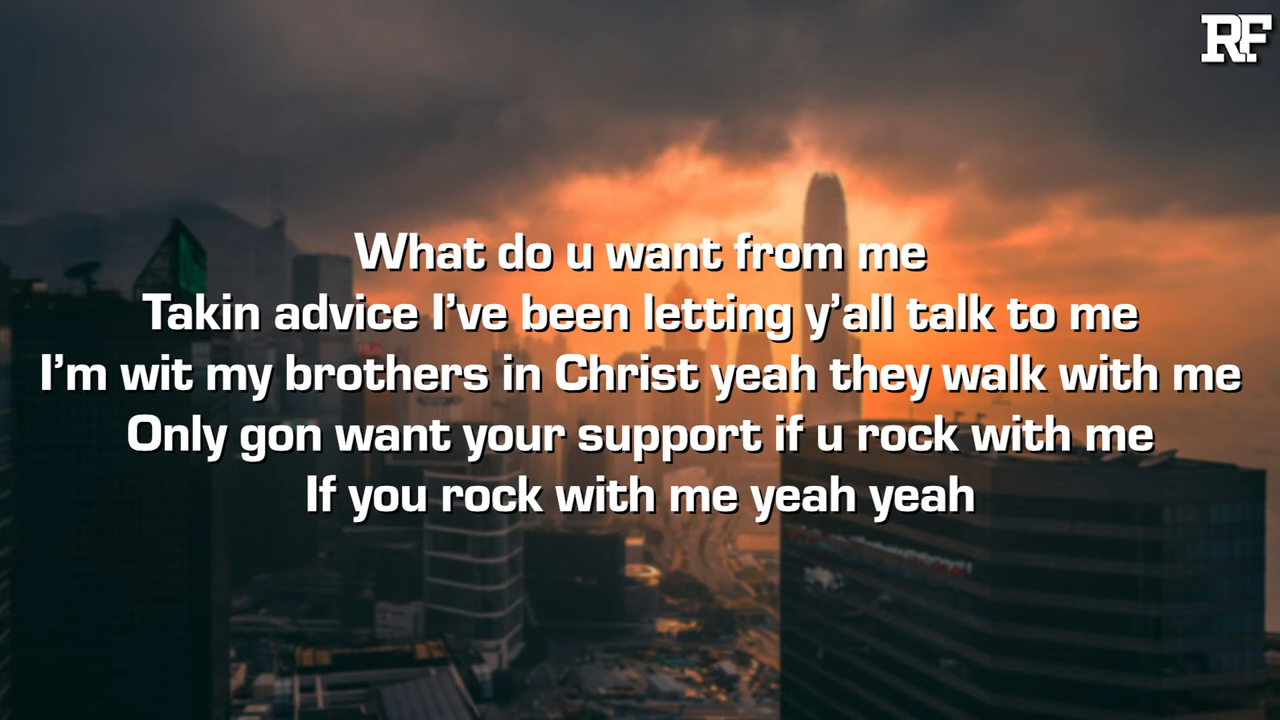 RF
What do u want from me
Takin advice I’ve been letting y’all talk to me
I’m wit my brothers in Christ yeah they walk with me
Only gon want your support if u rock with me
If you rock with me yeah yeah